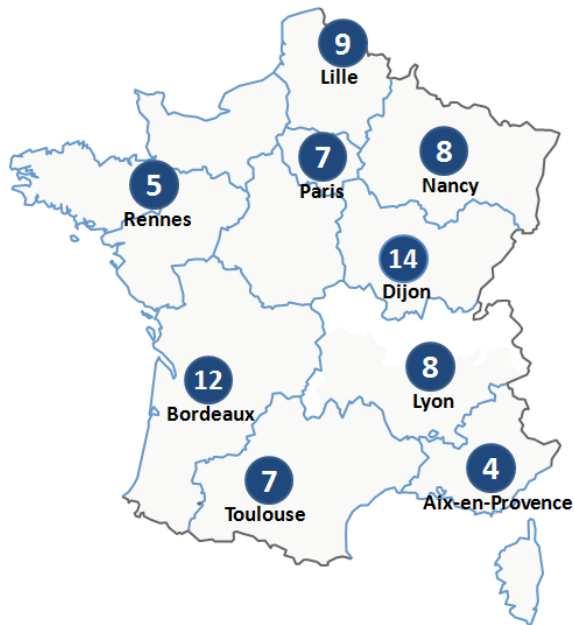 9
Lille
7
Paris
8
Nancy
5
Rennes
14
Dijon
12
Bordeaux
8
Lyon
7
Toulouse
4
Aix-en-Provence